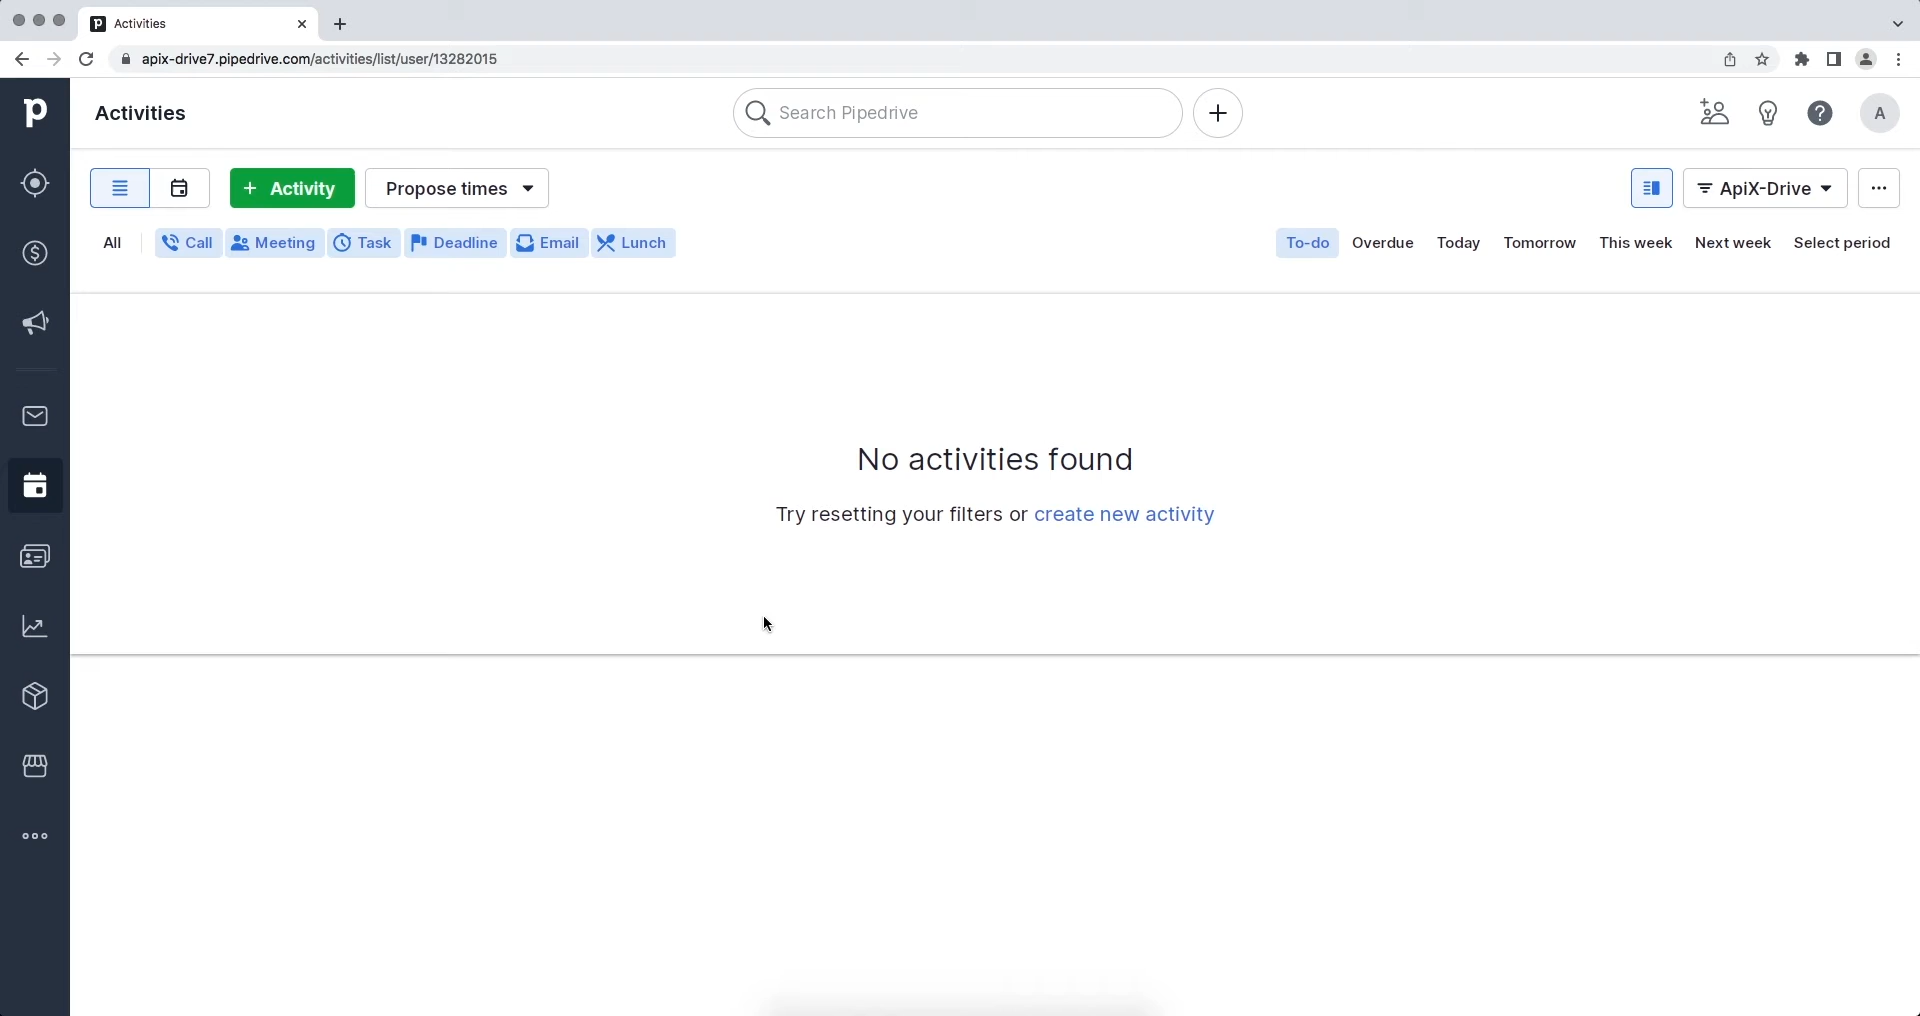 Activities
apix-drive7.pipedrive.com/activities/list/user/13282015
Activities
Search Pipedrive
A
+ Activity
Propose times
ApiX-Drive
All
Call
Meeting
Task
Deadline
Email
Lunch
To-do
Overdue
Today
Tomorrow
This week
Next week
Select period
No activities found
Try resetting your filters or create new activity